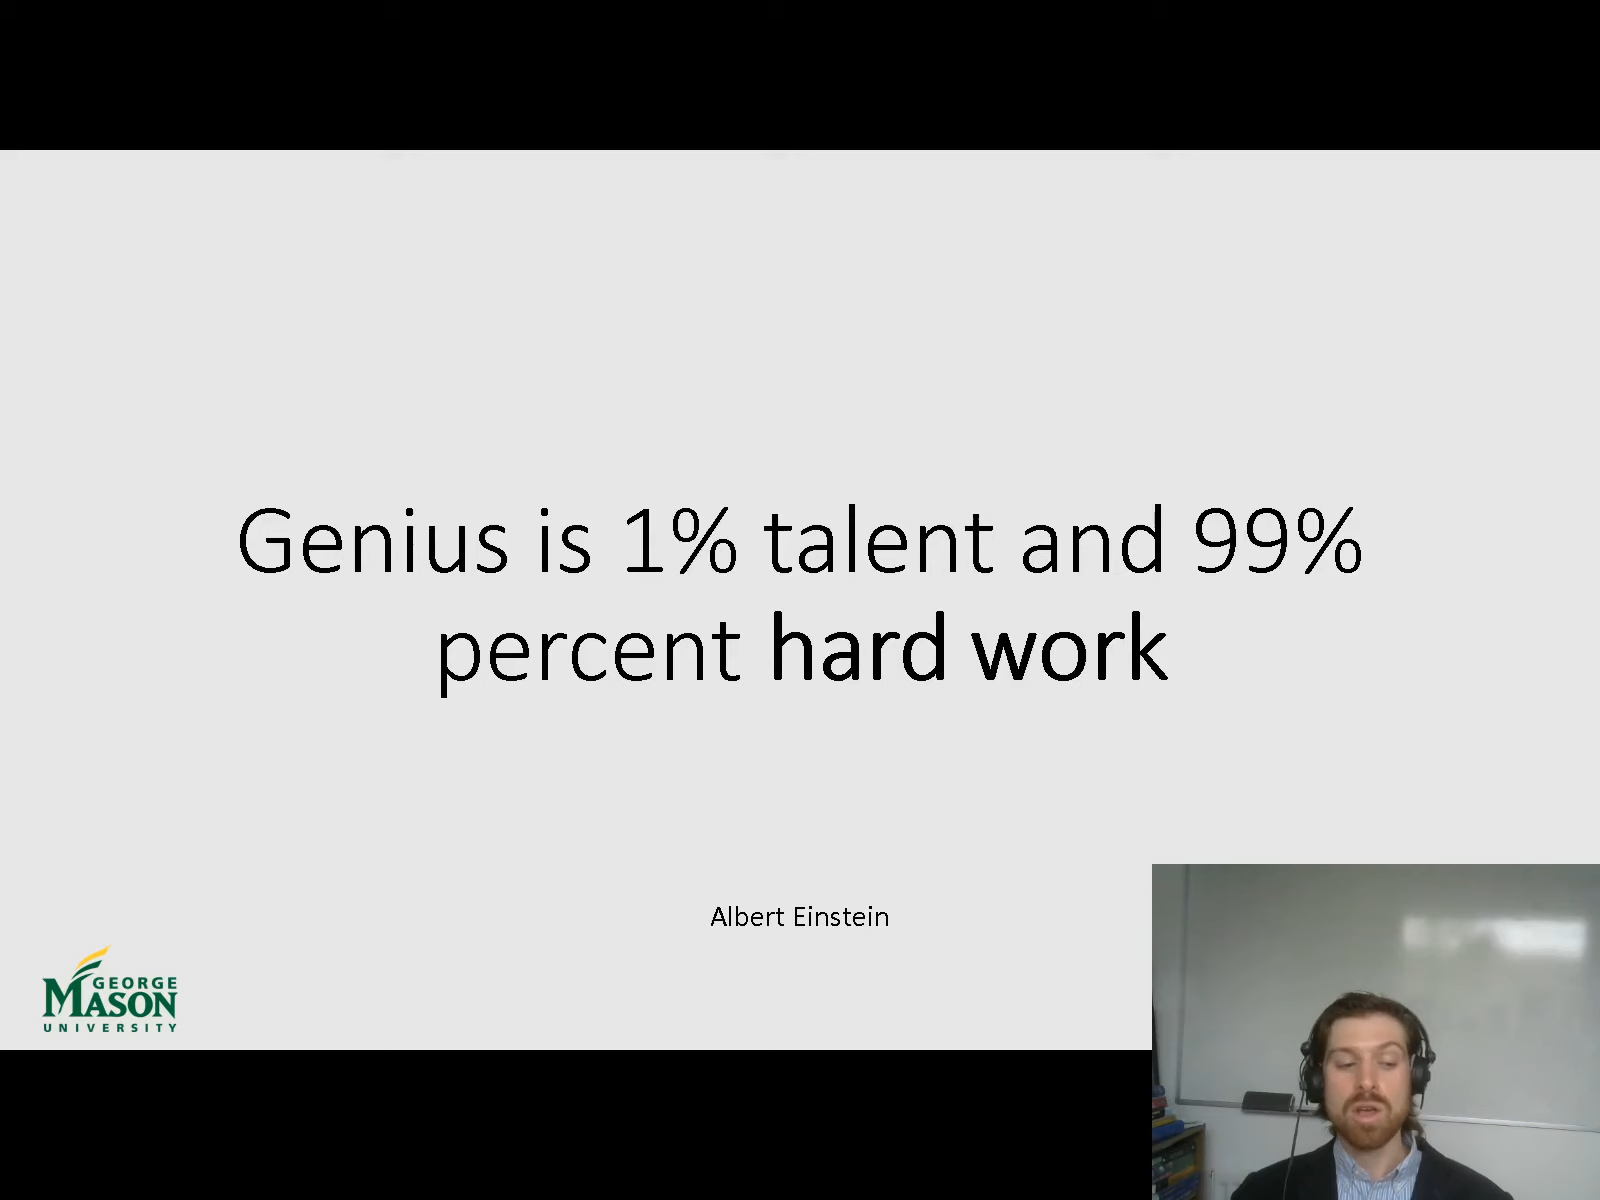 Genius is 1% talent and 99%
percent hard work
Albert Einstein
GEORGE
MASON
UNIVERSITY